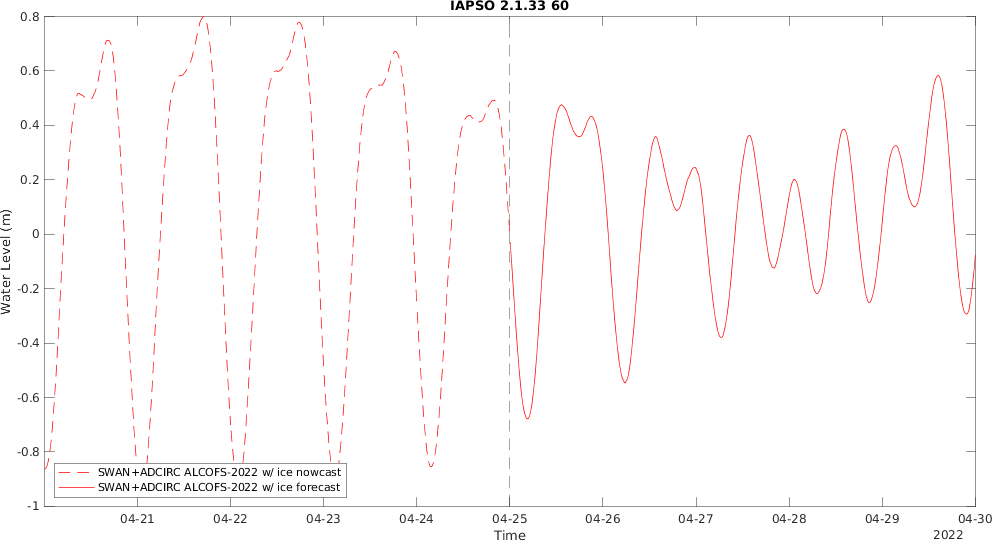 IAPSO 2.1.33 60
0.8
0.6
0.4
0.2
0
-0.2
-0.4
-0.6
-0.8
-1
Water Level (m)
SWAN+ADCIRC ALCOFS-2022 w/ ice nowcast
SWAN+ADCIRC ALCOFS-2022 w/ ice forecast
04-21 04-22 04-23 04-24 04-25 04-26 04-27 04-28 04-29 04-30
Time
2022